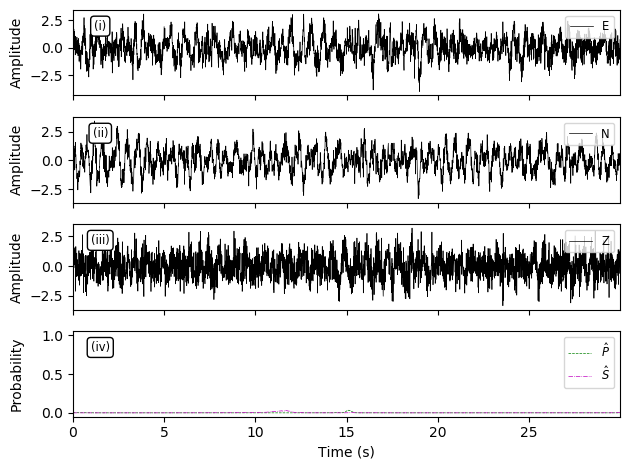 (i)
E
2.5
0.0
−2.5
Amplitude
(ii)
N
2.5
0.0
−2.5
Amplitude
(iii)
Z
2.5
0.0
−2.5
Amplitude
(iv)
P̂
Ŝ
1.0
0.5
0.0
Probability
0 5 10 15 20 25
Time (s)